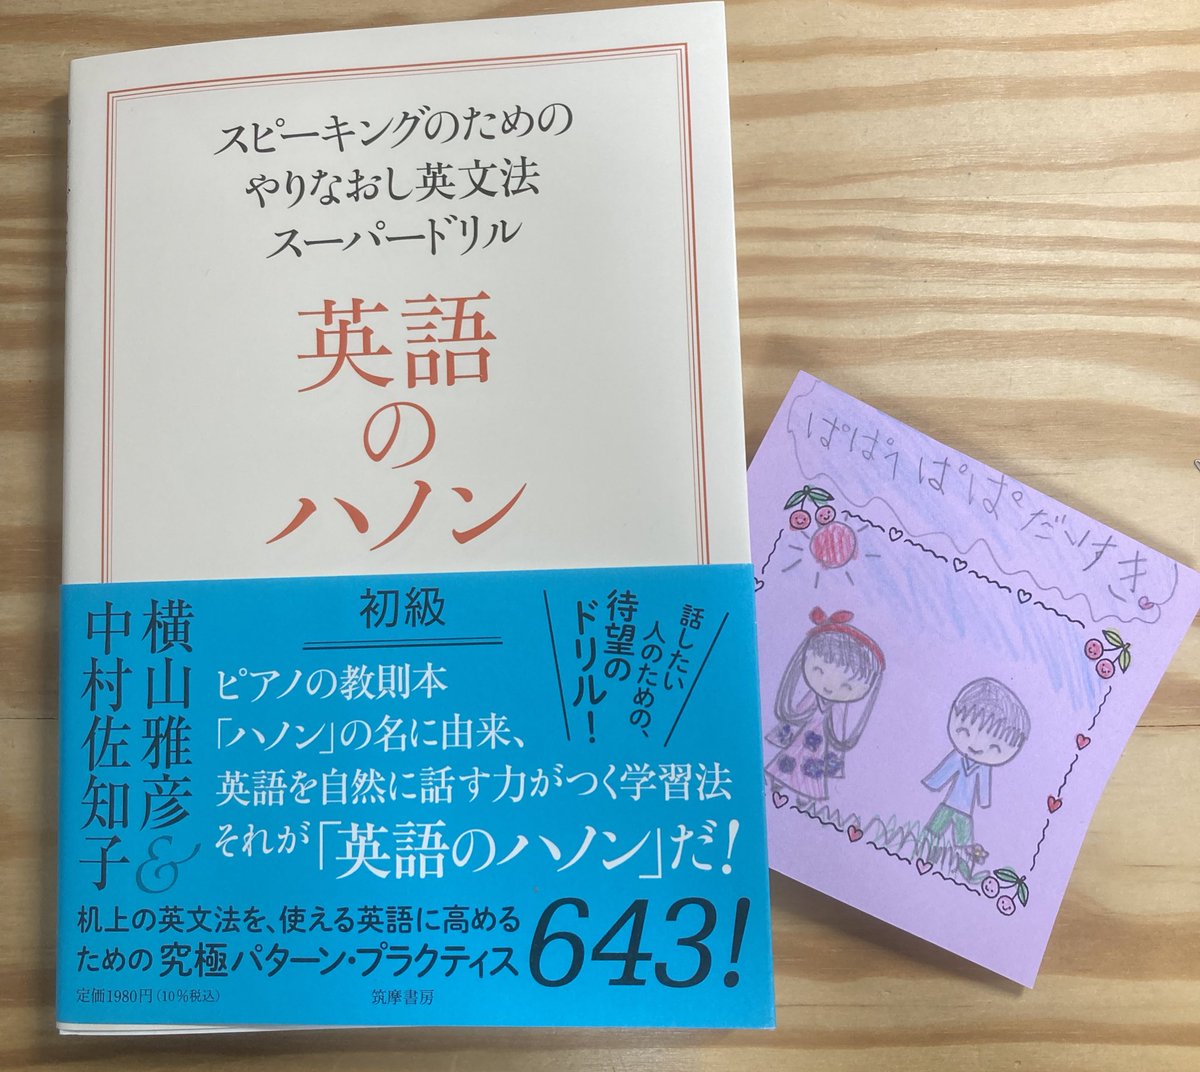 スピーキングのための
やりなおし英文法
スーパードリル
英語
の
ハノン
初級
話したい
人のための、
待望の
ドリル！
横山雅彦&
中村佐知子
ピアノの教則本
「ハノン」の名に由来、
英語を自然に話す力がつく学習法
それが「英語のハノン」だ！
机上の英文法を、使える英語に高める
ための究極パターン・プラクティス
643!
定価1980円（10％税込）
筑摩書房
ぱぱへ ぱぱだいすき